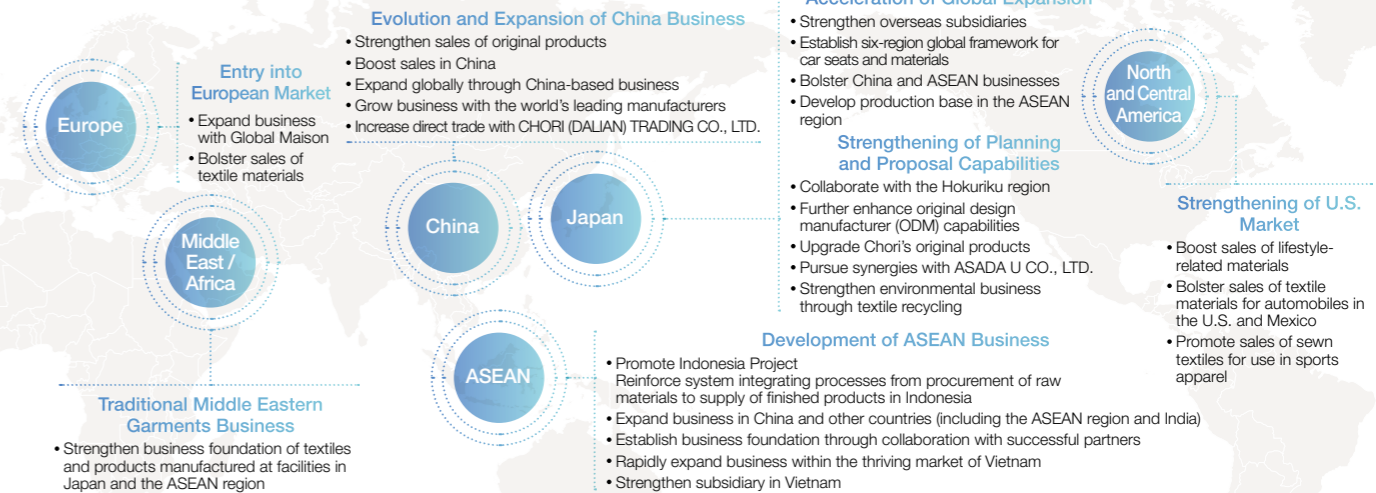 Evolution and Expansion of China Business
• Strengthen sales of original products
• Boost sales in China
• Expand globally through China-based business
• Grow business with the world's leading manufacturers
• Increase direct trade with CHORI (DALIAN) TRADING CO., LTD.
Acceleration of Global Expansion
• Strengthen overseas subsidiaries
• Establish six-region global framework for
car seats and materials
• Bolster China and ASEAN businesses
• Develop production base in the ASEAN
region
Strengthening of Planning
and Proposal Capabilities
• Collaborate with the Hokuriku region
• Further enhance original design
manufacturer (ODM) capabilities
• Upgrade Chori's original products
• Pursue synergies with ASADA U CO., LTD.
• Strengthen environmental business
through textile recycling
Europe
Entry into
European Market
• Expand business
with Global Maison
• Bolster sales of
textile materials
Middle
East /
Africa
China
Japan
North
and Central
America
Strengthening of U.S.
Market
• Boost sales of lifestyle-
related materials
• Bolster sales of textile
materials for automobiles in
the U.S. and Mexico
• Promote sales of sewn
textiles for use in sports
apparel
ASEAN
Development of ASEAN Business
• Promote Indonesia Project
Reinforce system integrating processes from procurement of raw
materials to supply of finished products in Indonesia
• Expand business in China and other countries (including the ASEAN region and India)
• Establish business foundation through collaboration with successful partners
• Rapidly expand business within the thriving market of Vietnam
• Strengthen subsidiary in Vietnam
Traditional Middle Eastern
Garments Business
• Strengthen business foundation of textiles
and products manufactured at facilities in
Japan and the ASEAN region